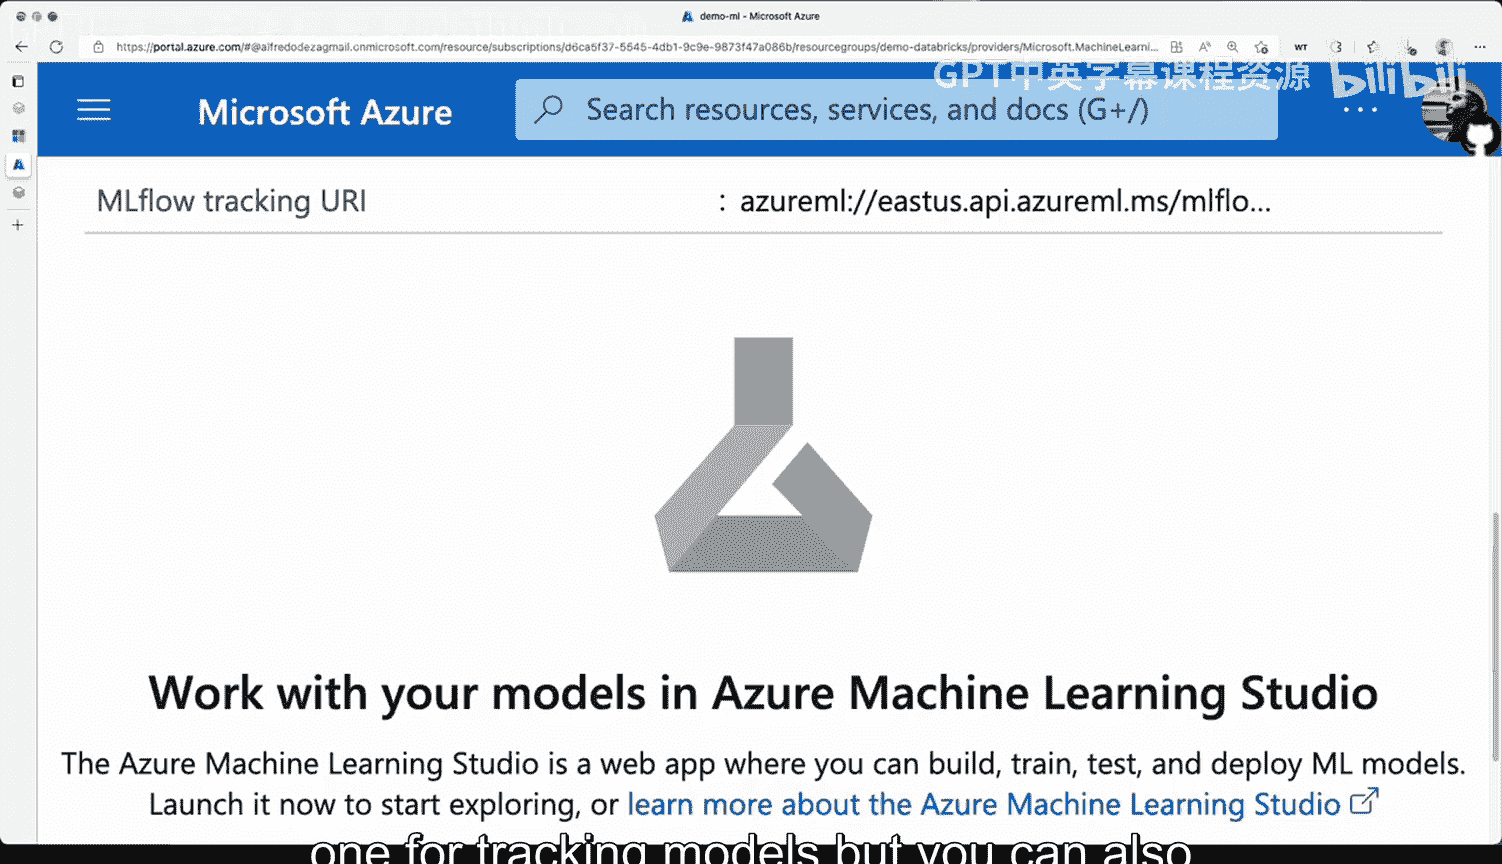 demo-ml - Microsoft Azure
https://portal.azure.com/#@alfredodezagmail.onmicrosoft.com/resource/subscriptions/d6ca5f37-5545-4db1-9c9e-9873f47a086b/resourcegroups/demo-databricks/providers/Microsoft.MachineLearni...
WT
GPT中英字幕课程资源 bilibili
Microsoft Azure
Search resources, services, and docs (G+/)
MLflow tracking URI : azureml://eastus.api.azureml.ms/mlflo...
Work with your models in Azure Machine Learning Studio
The Azure Machine Learning Studio is a web app where you can build, train, test, and deploy ML models.
Launch it now to start exploring, or learn more about the Azure Machine Learning Studio
one for tracking models but you can also